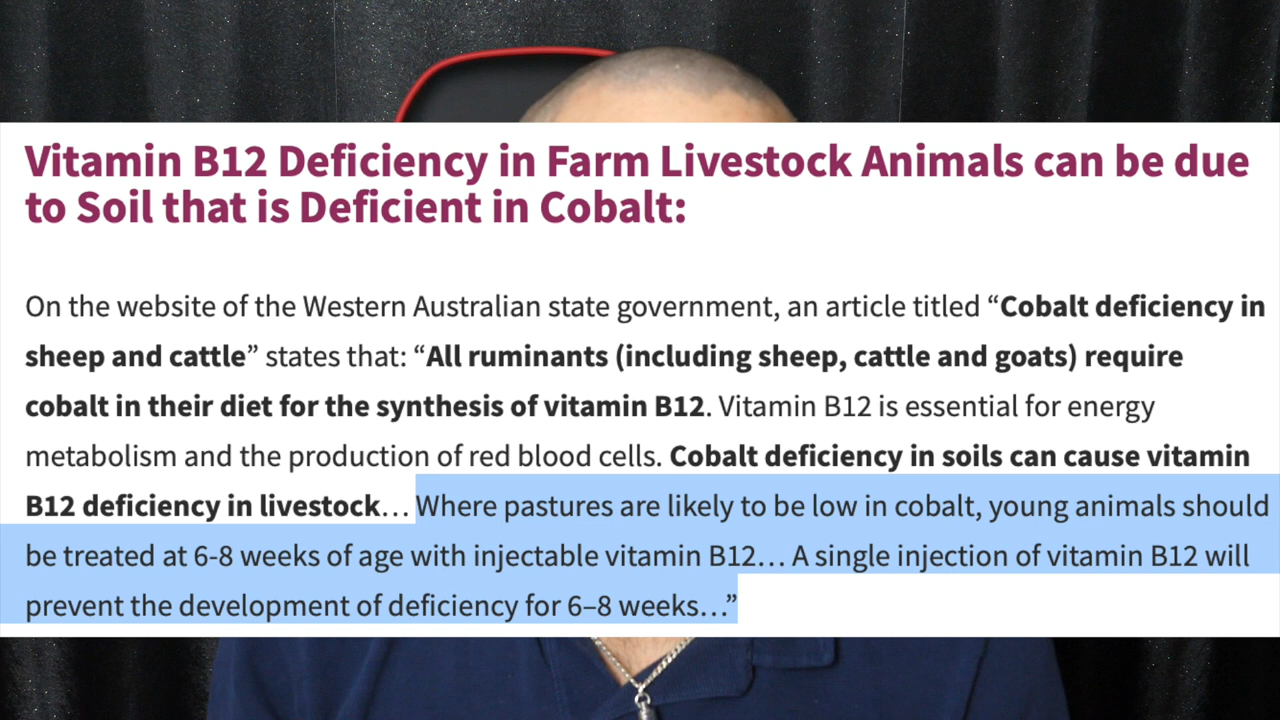 Vitamin B12 Deficiency in Farm Livestock Animals can be due
to Soil that is Deficient in Cobalt:
On the website of the Western Australian state government, an article titled “Cobalt deficiency in
sheep and cattle” states that: “All ruminants (including sheep, cattle and goats) require
cobalt in their diet for the synthesis of vitamin B12. Vitamin B12 is essential for energy
metabolism and the production of red blood cells. Cobalt deficiency in soils can cause vitamin
B12 deficiency in livestock… Where pastures are likely to be low in cobalt, young animals should
be treated at 6-8 weeks of age with injectable vitamin B12… A single injection of vitamin B12 will
prevent the development of deficiency for 6–8 weeks…”